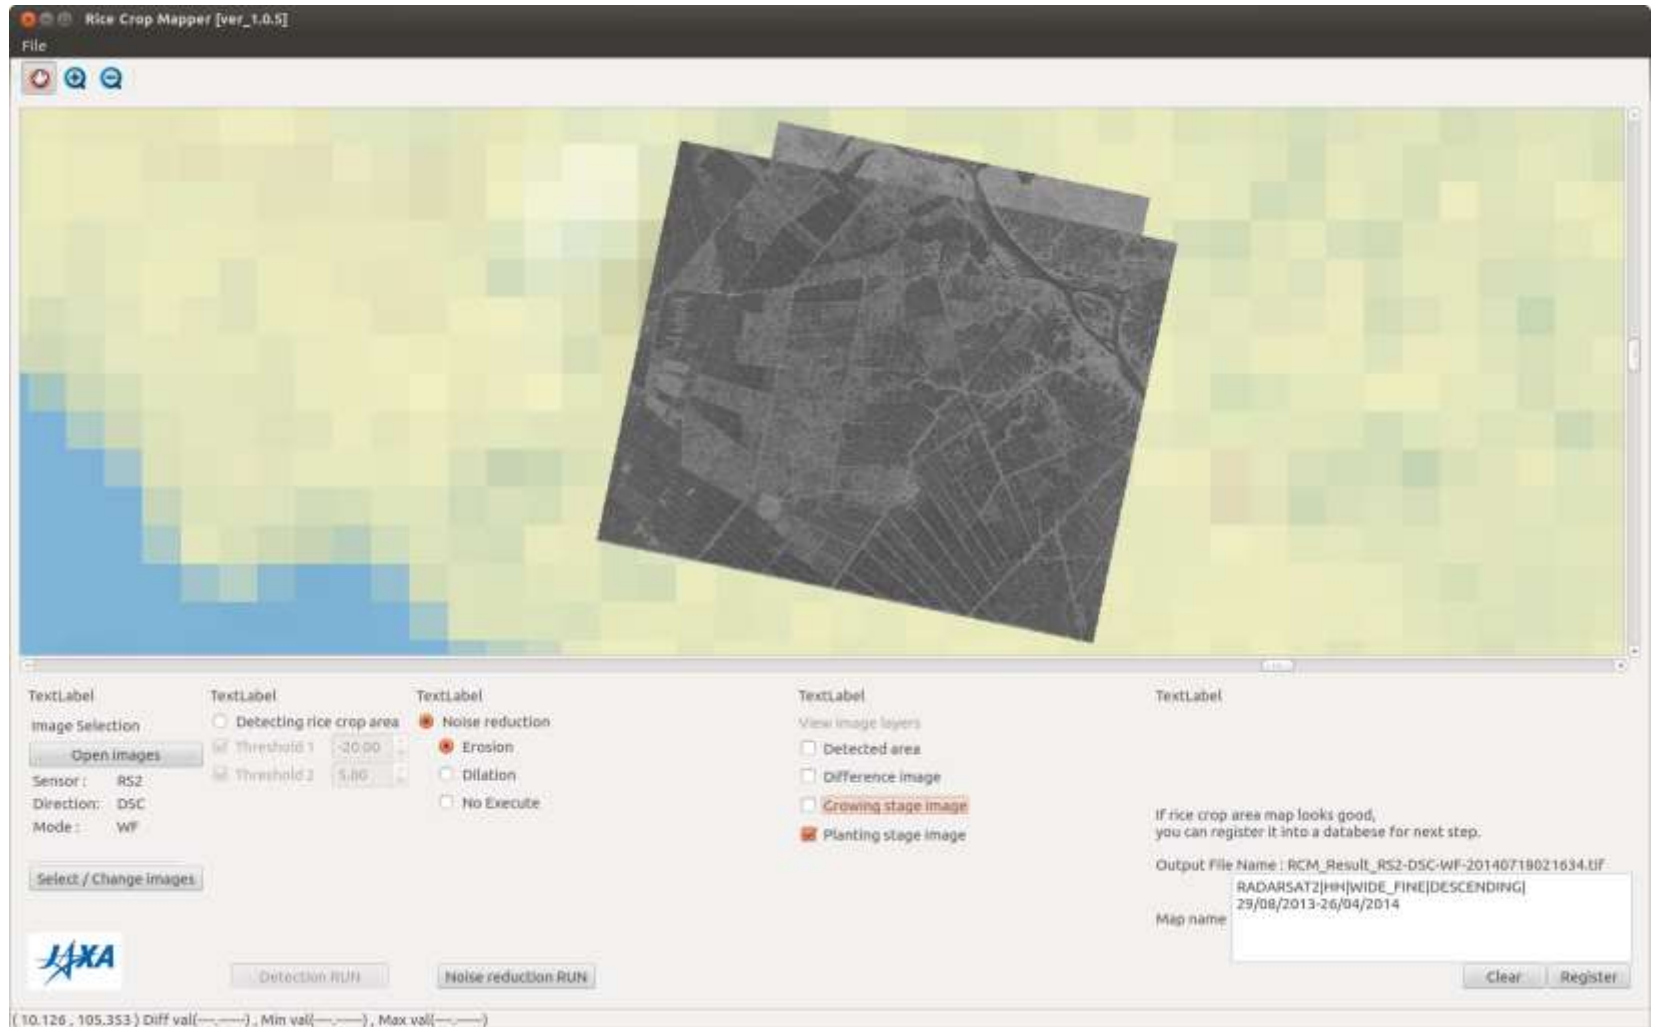 Rice Crop Mapper [ver_1.0.5]
File
TextLabel
Image Selection
Open images
Sensor : RS2
Direction: DSC
Mode : WF
Select / Change images
JAXA
TextLabel
Detecting rice crop area
Threshold 1 -20.00
Threshold 2 5.00
Detection RUN
TextLabel
Noise reduction
Erosion
Dilation
No Execute
Noise reduction RUN
TextLabel
View image layers
Detected area
Difference image
Growing stage image
Planting stage image
TextLabel
If rice crop area map looks good,
you can register it into a databese for next step.
Output File Name : RCM_Result_RS2-DSC-WF-20140718021634.tif
Map name
RADARSAT2|HH|WIDE_FINE|DESCENDING|
29/08/2013-26/04/2014
Clear Register
( 10.126 , 105.353 ) Diff val(---.-----) , Min val(---.-----) , Max val(---.-----)